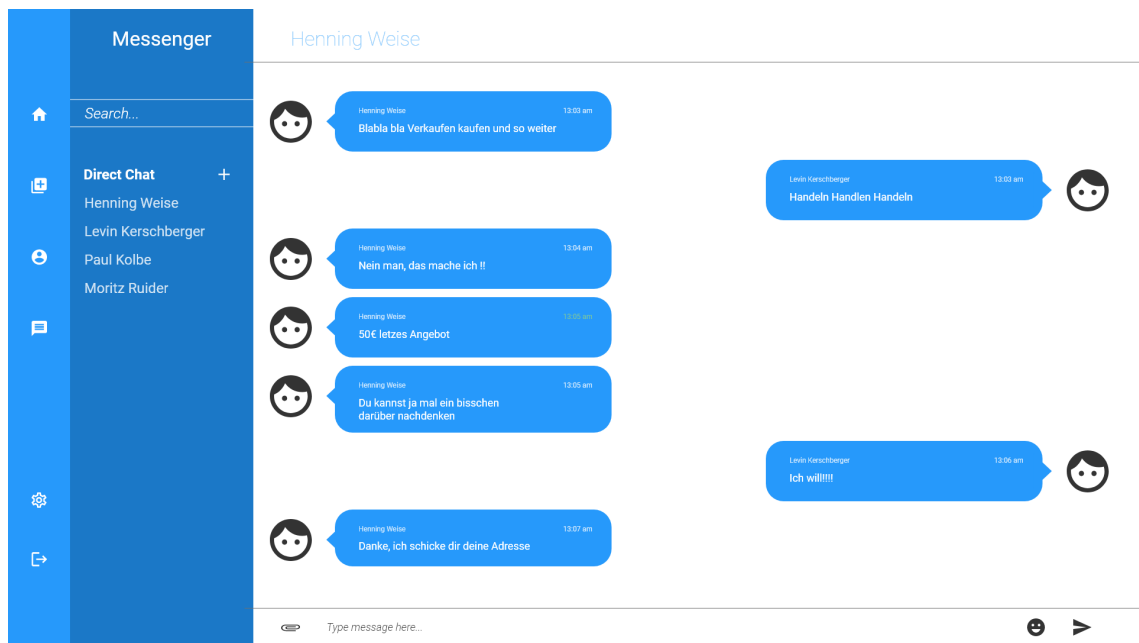 Messenger
Search...
Direct Chat +
Henning Weise
Levin Kerschberger
Paul Kolbe
Moritz Ruider
Henning Weise
Henning Weise 13:03 am
Blabla bla Verkaufen kaufen und so weiter
Levin Kerschberger 13:03 am
Handeln Handlen Handeln
Henning Weise 13:04 am
Nein man, das mache ich !!
Henning Weise 13:05 am
50€ letzes Angebot
Henning Weise 13:05 am
Du kannst ja mal ein bisschen
darüber nachdenken
Levin Kerschberger 13:06 am
Ich will!!!!
Henning Weise 13:07 am
Danke, ich schicke dir deine Adresse
Type message here...